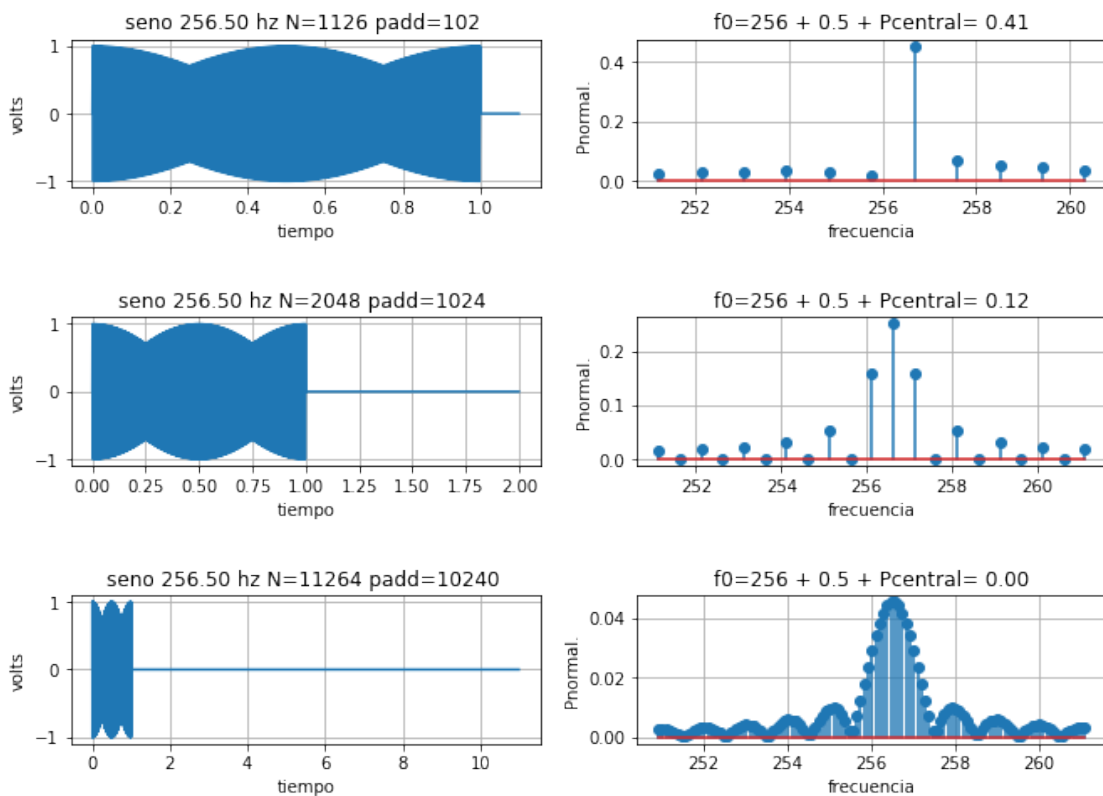 seno 256.50 hz N=1126 padd=102
volts
1
0
−1
0.0 0.2 0.4 0.6 0.8 1.0
tiempo
f0=256 + 0.5 + Pcentral= 0.41
Pnormal.
0.4
0.2
0.0
252 254 256 258 260
frecuencia
seno 256.50 hz N=2048 padd=1024
volts
1
0
−1
0.00 0.25 0.50 0.75 1.00 1.25 1.50 1.75 2.00
tiempo
f0=256 + 0.5 + Pcentral= 0.12
Pnormal.
0.2
0.1
0.0
252 254 256 258 260
frecuencia
seno 256.50 hz N=11264 padd=10240
volts
1
0
−1
0 2 4 6 8 10
tiempo
f0=256 + 0.5 + Pcentral= 0.00
Pnormal.
0.04
0.02
0.00
252 254 256 258 260
frecuencia